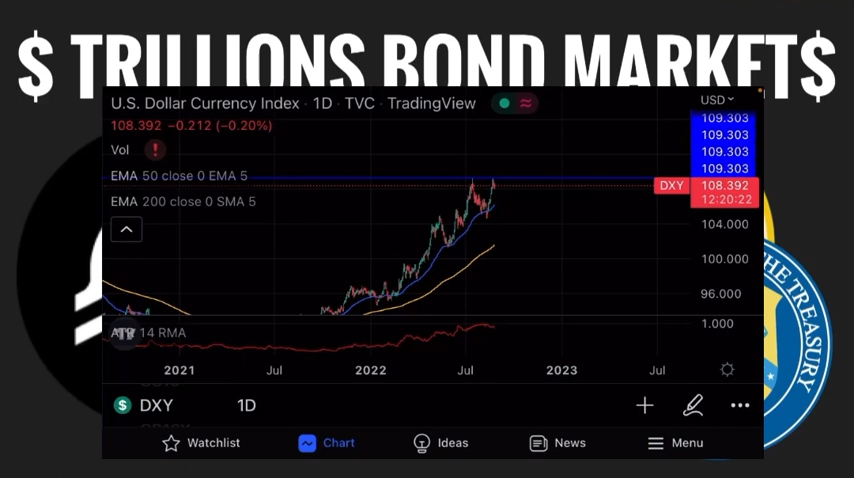 $ TRILLIONS BOND MARKET$
U.S. Dollar Currency Index · 1D · TVC · TradingView
USD
108.392 −0.212 (−0.20%)
109.303
109.303
109.303
109.303
Vol
!
EMA 50 close 0 EMA 5
DXY 108.392
12:20:22
EMA 200 close 0 SMA 5
104.000
100.000
96.000
ATR 14 RMA
1.000
2021 Jul 2022 Jul 2023 Jul
$ DXY 1D
Watchlist Chart Ideas News Menu
THE TREASURY